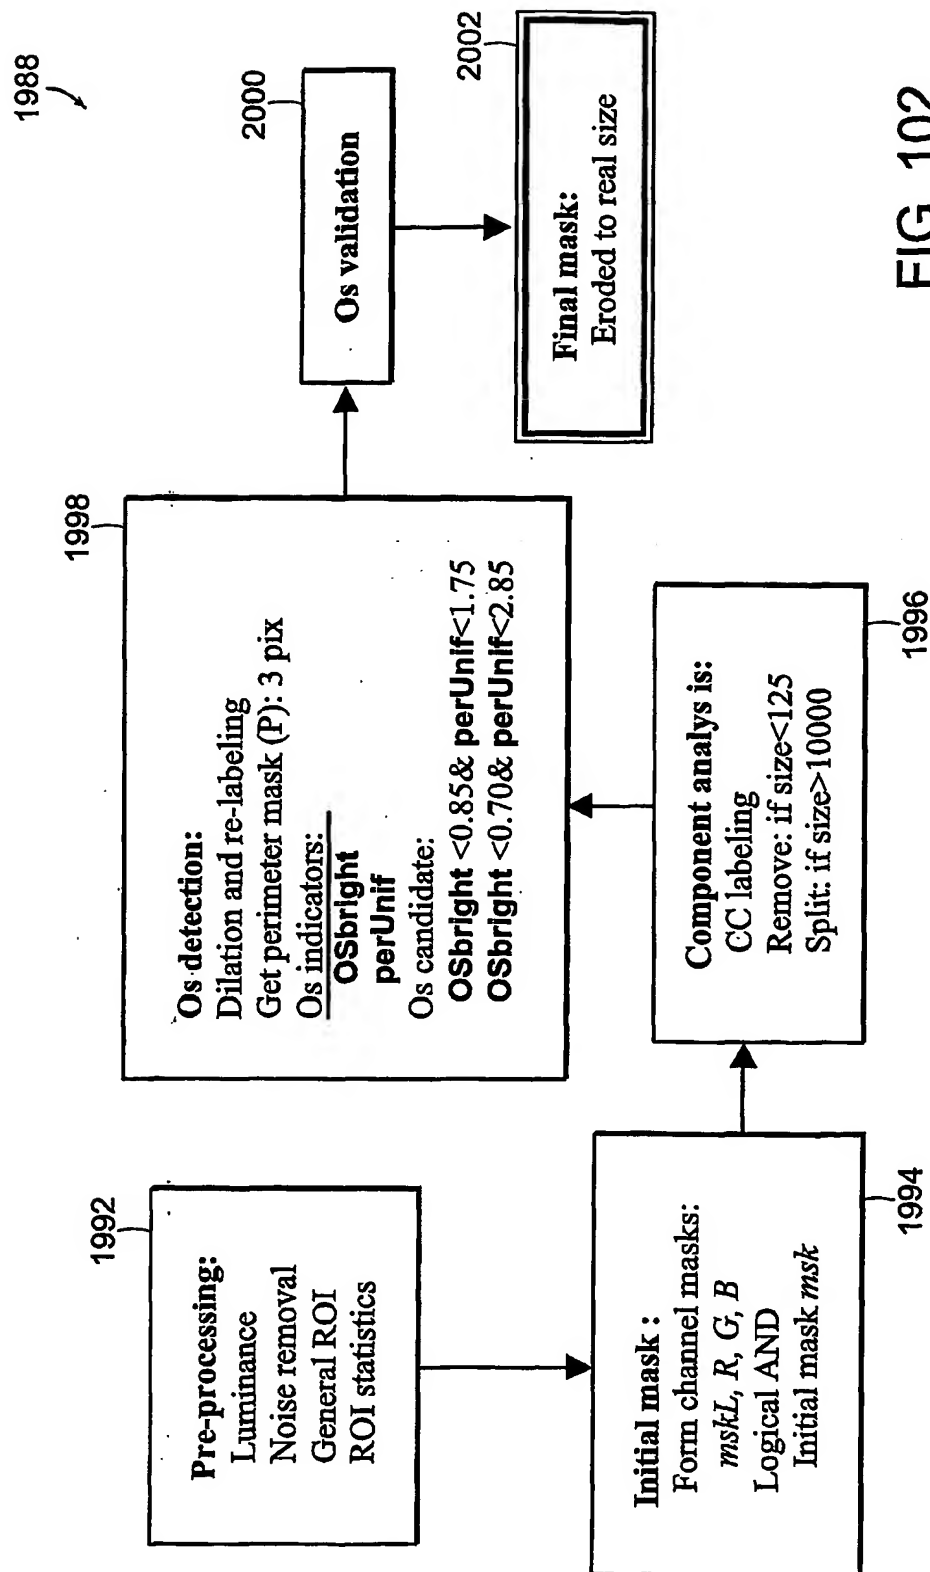 1988
1992
Pre-processing:
Luminance
Noise removal
General ROI
ROI statistics
1994
Initial mask :
Form channel masks:
mskL, R, G, B
Logical AND
Initial mask msk
1996
Component analys is:
CC labeling
Remove: if size<125
Split: if size>10000
1998
Os detection:
Dilation and re-labeling
Get perimeter mask (P): 3 pix
Os indicators:
OSbright
perUnif
Os candidate:
OSbright <0.85& perUnif<1.75
OSbright <0.70& perUnif<2.85
2000
Os validation
2002
Final mask:
Eroded to real size
FIG. 102